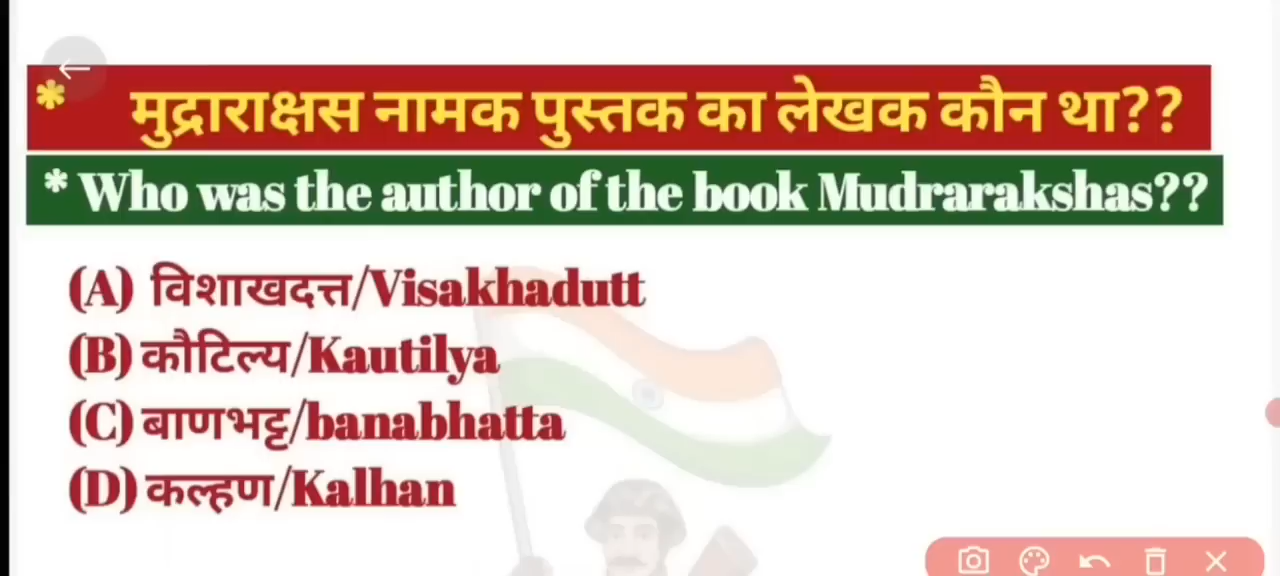 * मुद्राराक्षस नामक पुस्तक का लेखक कौन था??
* Who was the author of the book Mudrarakshas??
(A) विशाखदत्त/Visakhadutt
(B) कौटिल्य/Kautilya
(C) बाणभट्ट/banabhatta
(D) कल्हण/Kalhan